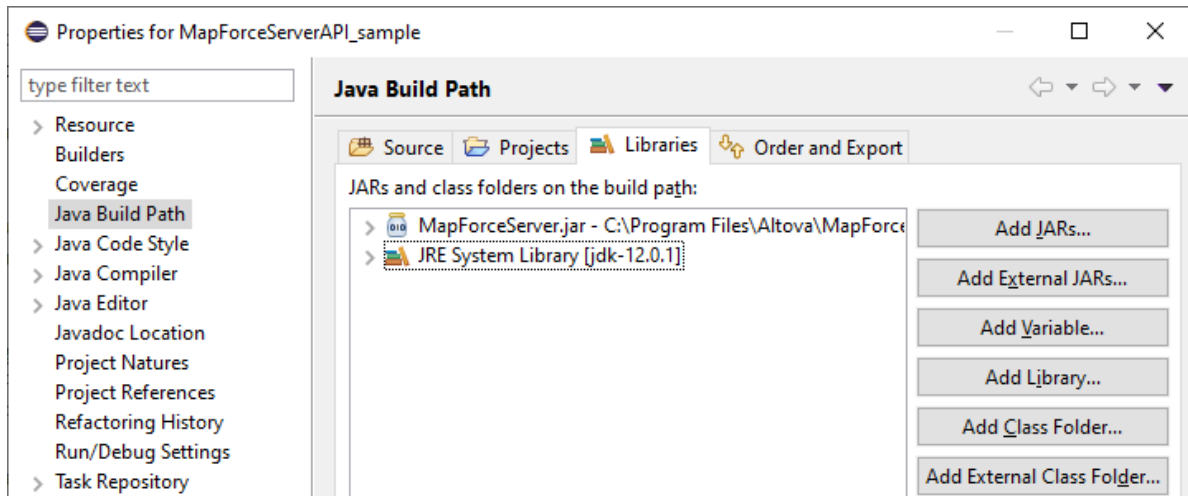 Properties for MapForceServerAPI_sample
type filter text
Resource
Builders
Coverage
Java Build Path
Java Code Style
Java Compiler
Java Editor
Javadoc Location
Project Natures
Project References
Refactoring History
Run/Debug Settings
Task Repository
Java Build Path
Source Projects Libraries Order and Export
JARs and class folders on the build path:
MapForceServer.jar - C:\Program Files\Altova\MapForce
JRE System Library [jdk-12.0.1]
Add JARs...
Add External JARs...
Add Variable...
Add Library...
Add Class Folder...
Add External Class Folder...